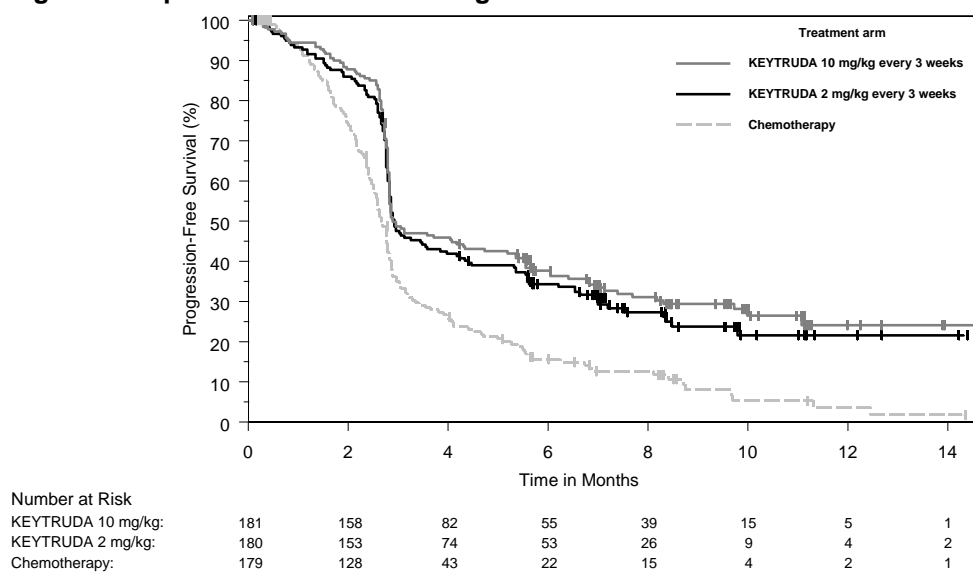 100
90
80
70
60
50
40
30
20
10
0
Progression-Free Survival (%)
Treatment arm
KEYTRUDA 10 mg/kg every 3 weeks
KEYTRUDA 2 mg/kg every 3 weeks
Chemotherapy
0 2 4 6 8 10 12 14
Time in Months
Number at Risk
KEYTRUDA 10 mg/kg: 181 158 82 55 39 15 5 1
KEYTRUDA 2 mg/kg: 180 153 74 53 26 9 4 2
Chemotherapy: 179 128 43 22 15 4 2 1